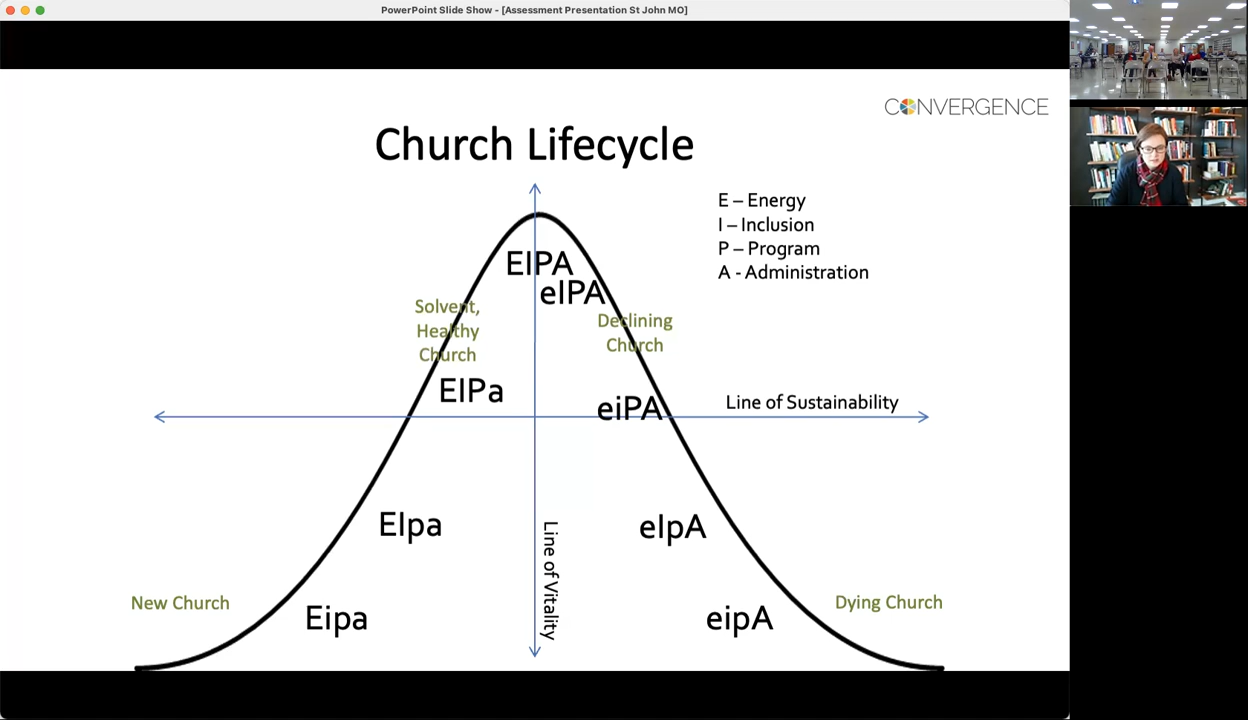 PowerPoint Slide Show - [Assessment Presentation St John MO]
CONVERGENCE
Church Lifecycle
E – Energy
I – Inclusion
P – Program
A - Administration
EIPA
eIPA
Solvent,
Healthy
Church
Declining
Church
EIPa
eiPA
Line of Sustainability
EIpa
eIpA
Line of Vitality
New Church
Dying Church
Eipa
eipA